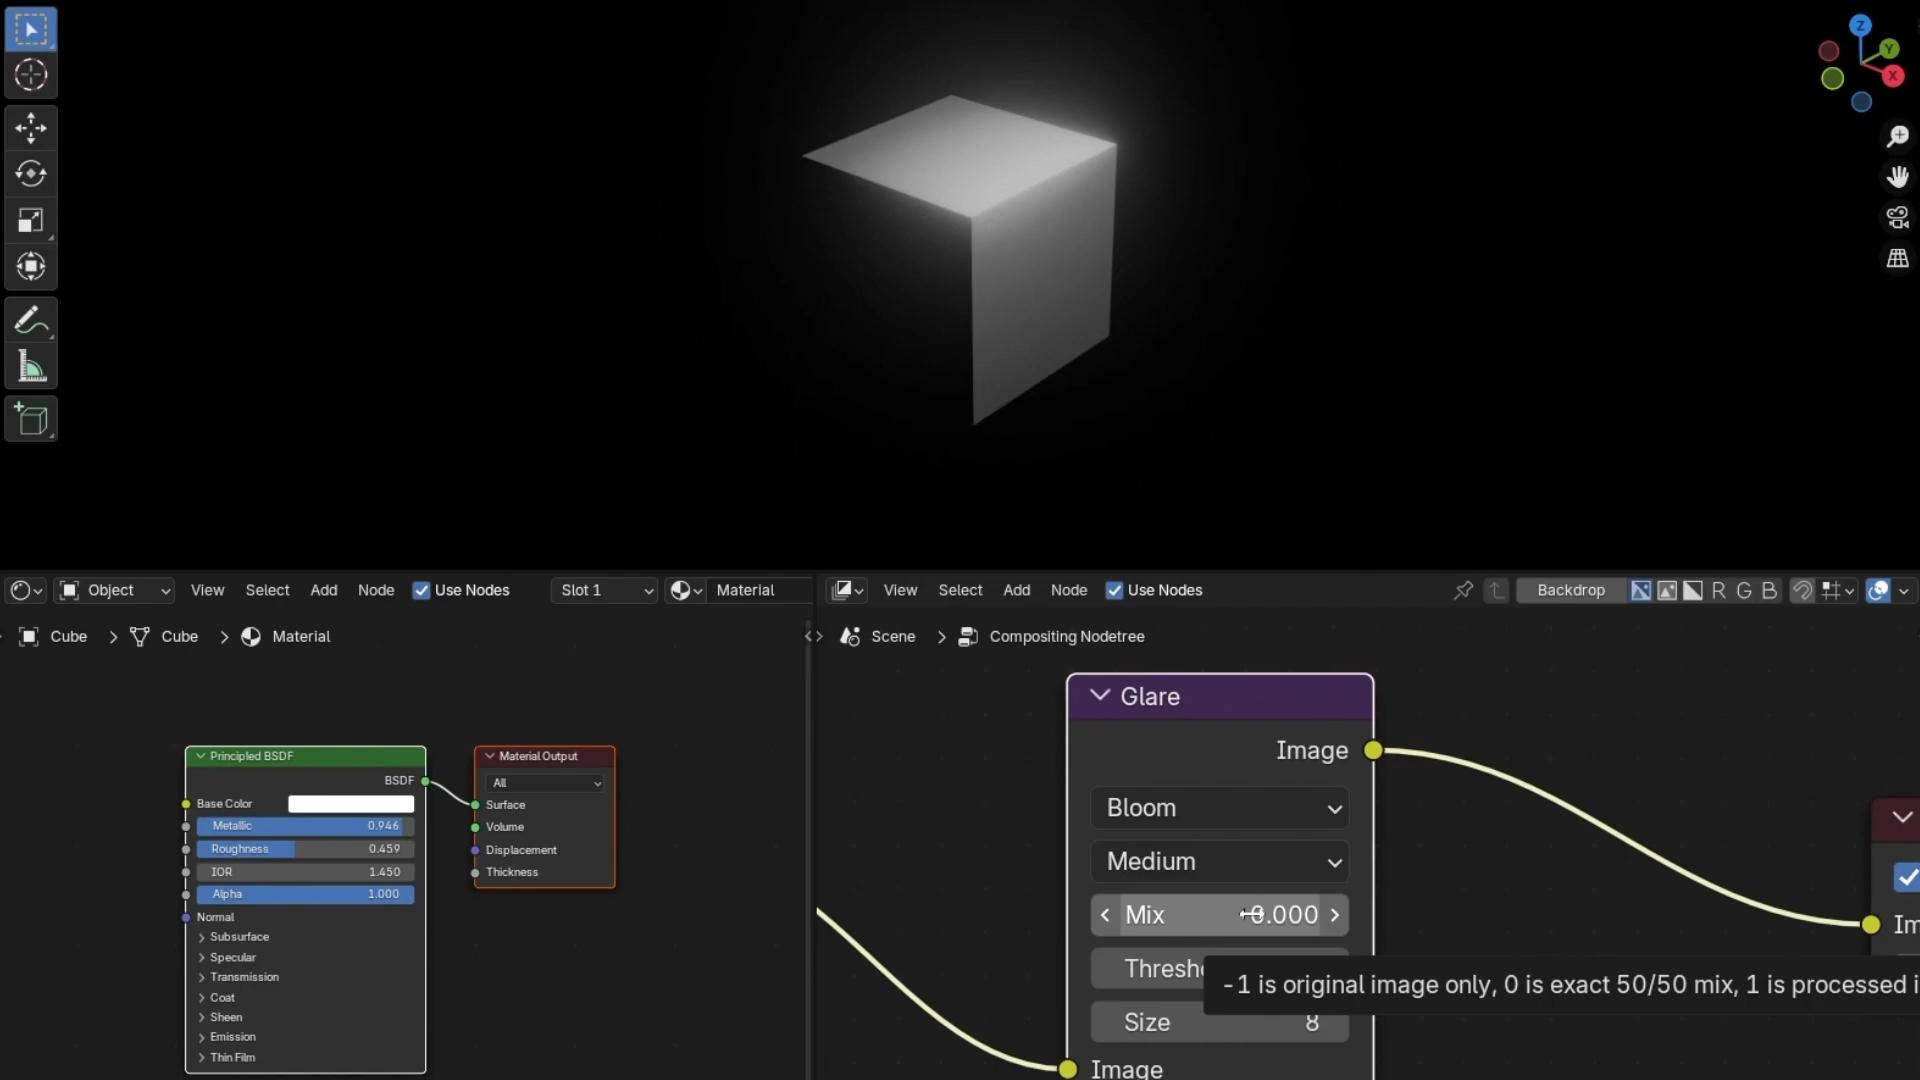 Z
Y
X
Object
View
Select
Add
Node
Use Nodes
Slot 1
Material
View
Select
Add
Node
Use Nodes
Backdrop
R
G
B
Cube
Cube
Material
Scene
Compositing Nodetree
Principled BSDF
BSDF
Base Color
Metallic 0.946
Roughness 0.459
IOR 1.450
Alpha 1.000
Normal
Subsurface
Specular
Transmission
Coat
Sheen
Emission
Thin Film
Material Output
All
Surface
Volume
Displacement
Thickness
Glare
Image
Bloom
Medium
Mix
Thresh
-1 is original image only, 0 is exact 50/50 mix, 1 is processed i
Size 8
Image
Im